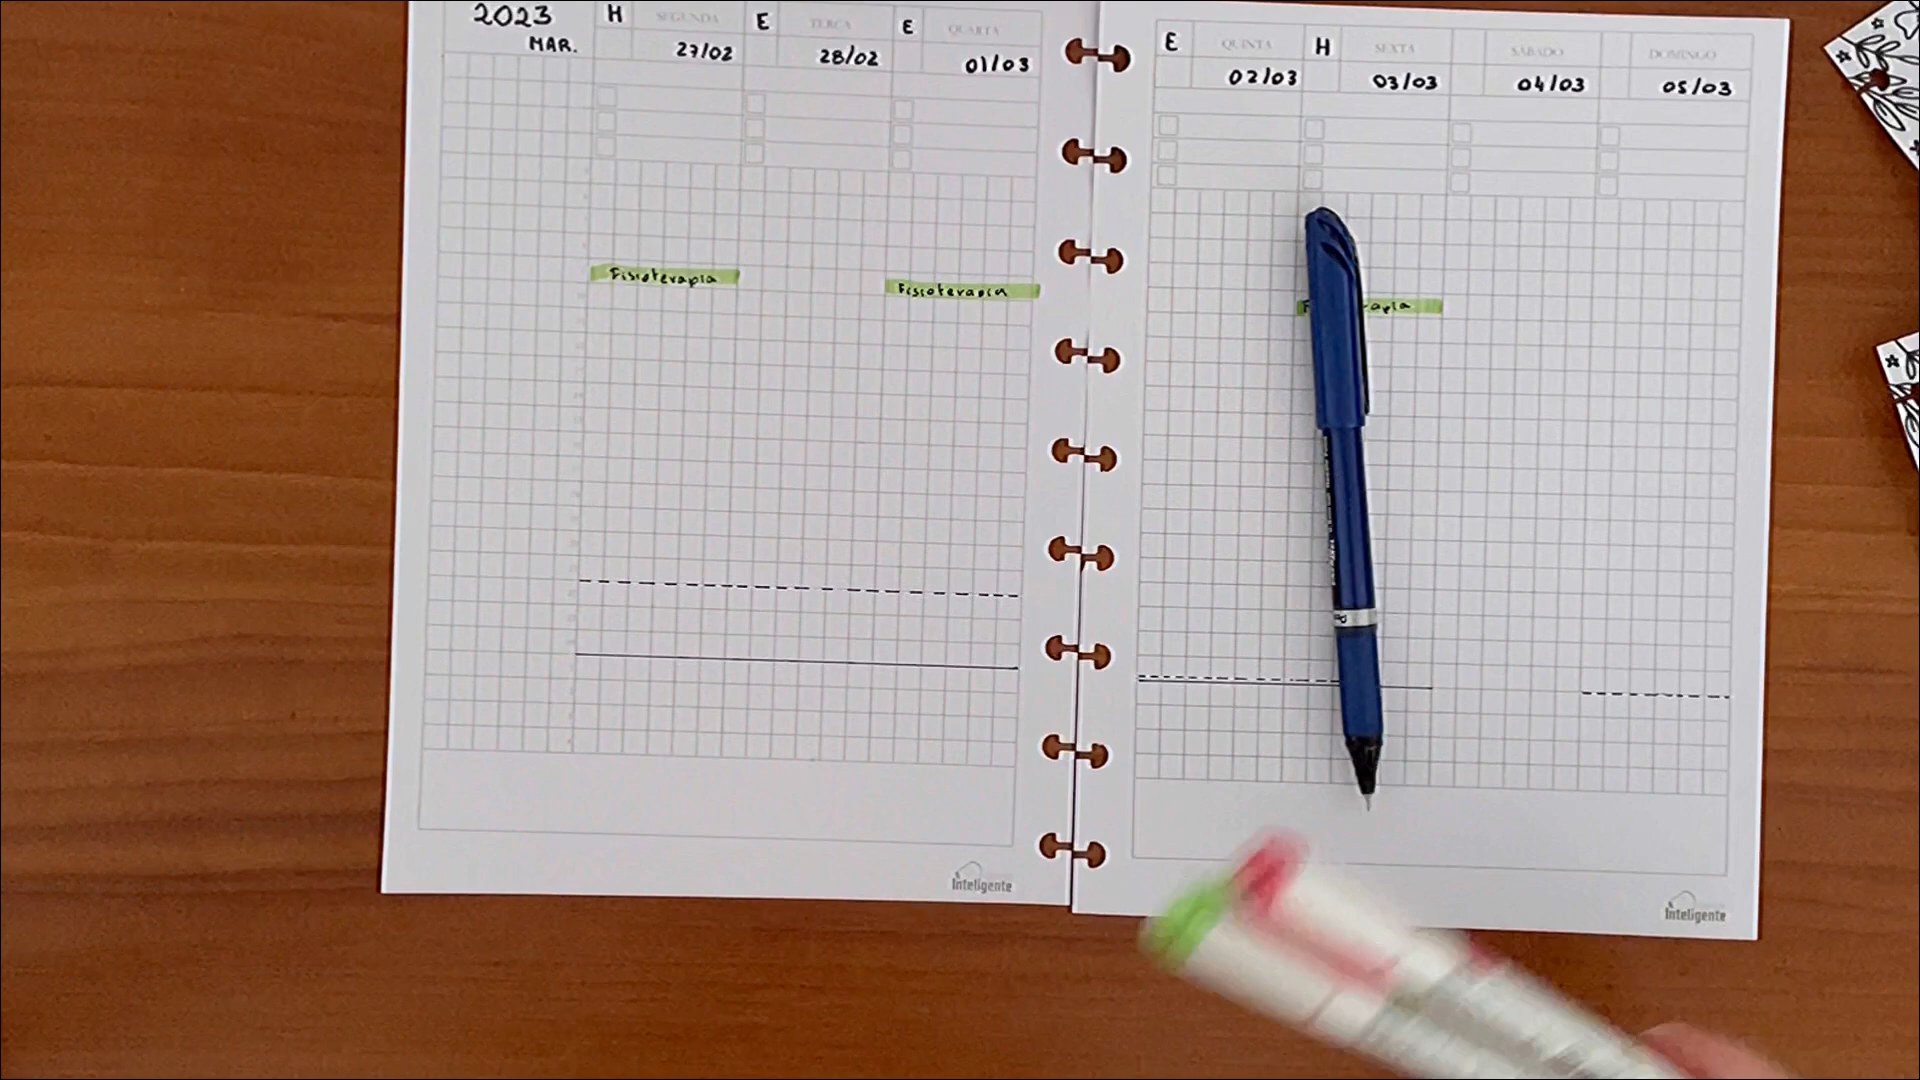 2023
MAR.
H SEGUNDA
27/02
E TERÇA
28/02
E QUARTA
01/03
Fisioterapia
Fisioterapia
Inteligente
E QUINTA
02/03
H SEXTA
03/03
SÁBADO
04/03
DOMINGO
05/03
Inteligente